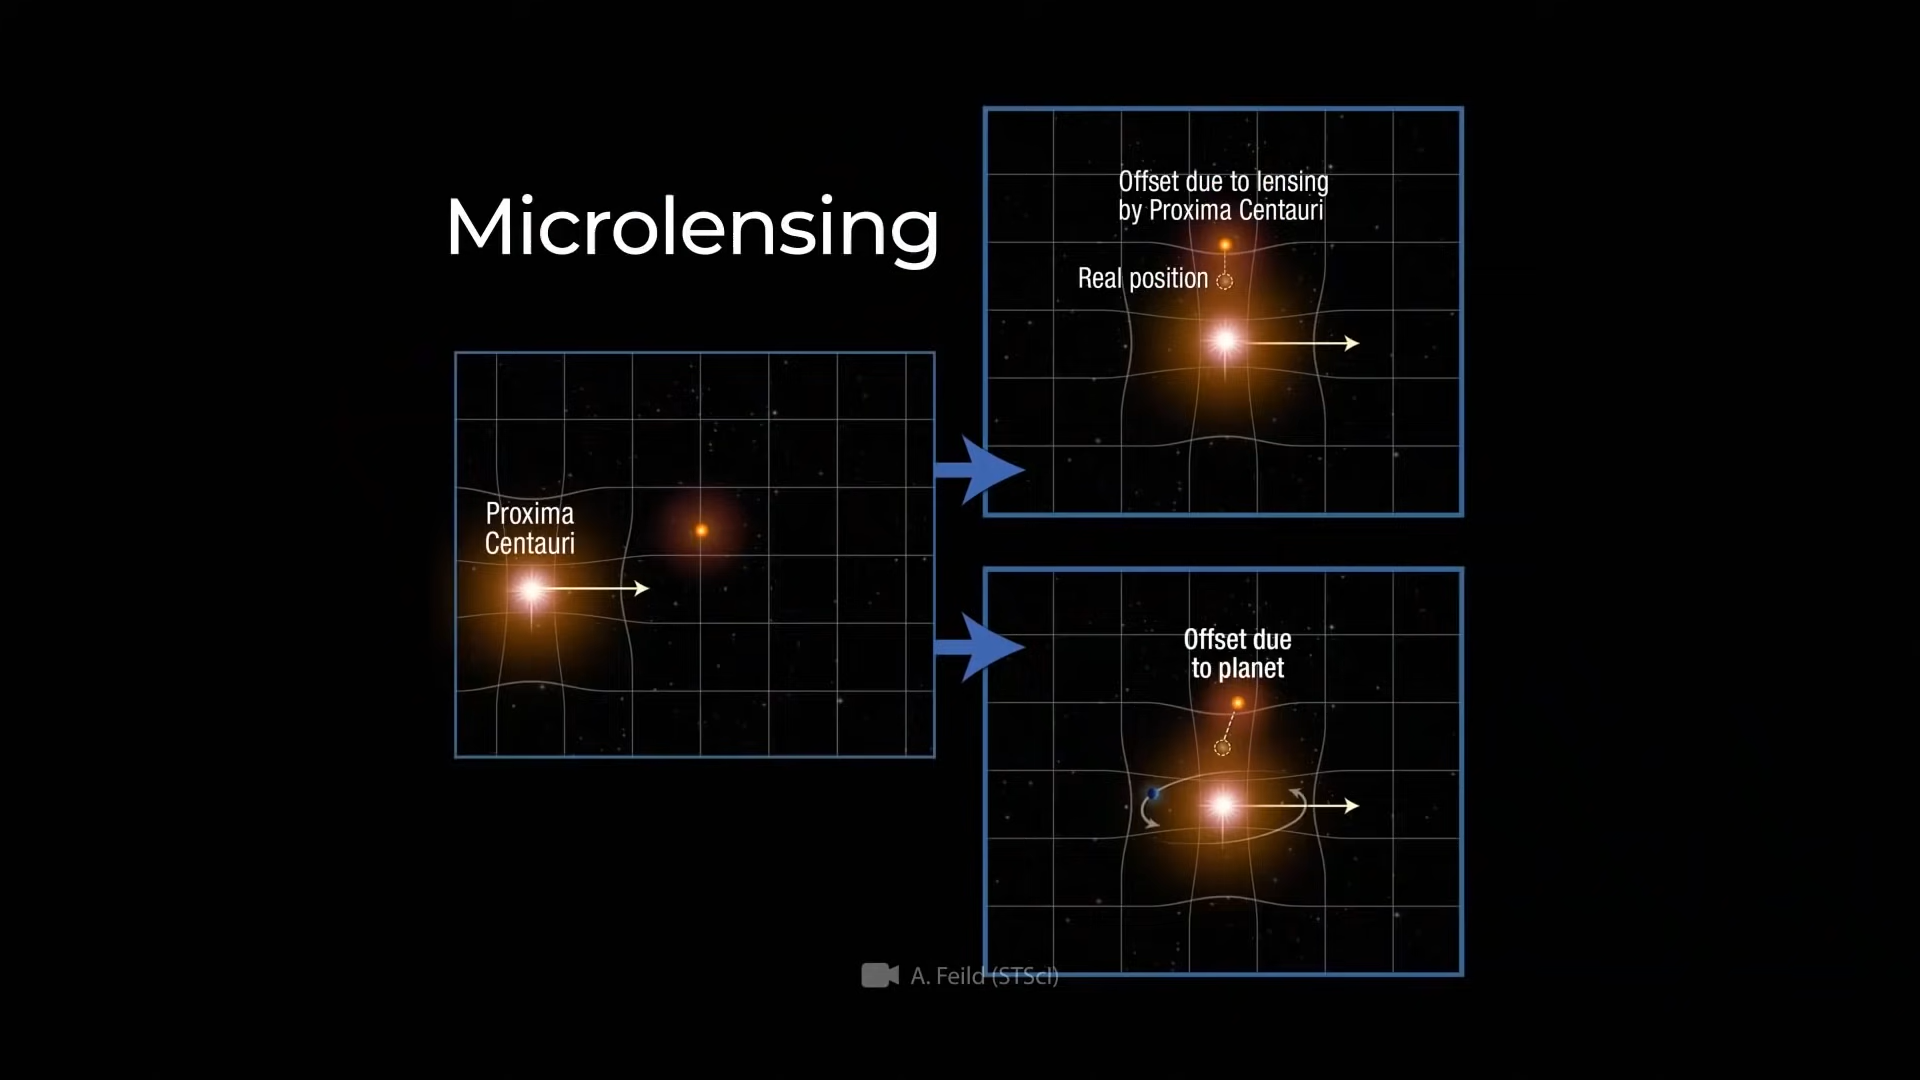 Microlensing
Proxima
Centauri
Offset due to lensing
by Proxima Centauri
Real position
Offset due
to planet
A. Feild (STScI)